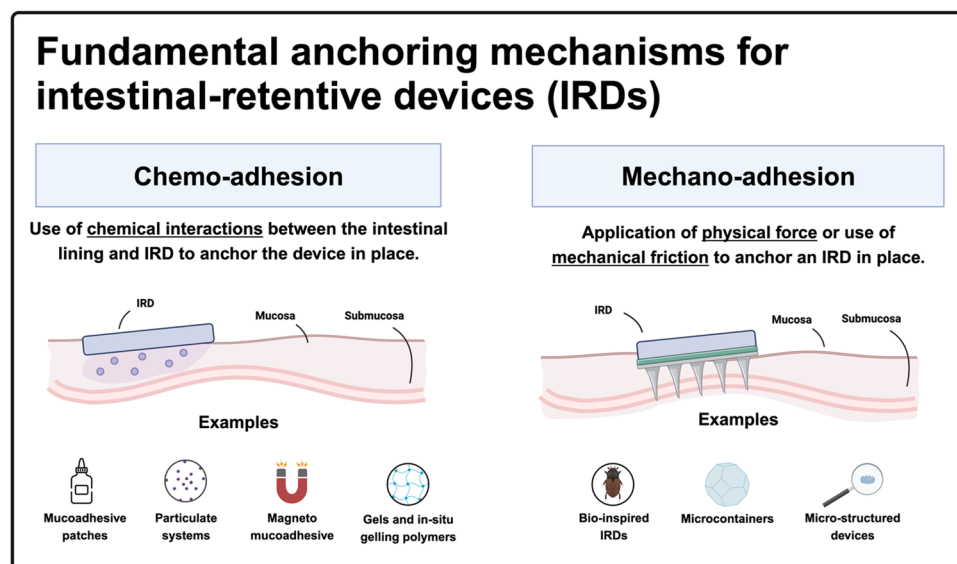 Fundamental anchoring mechanisms for
intestinal-retentive devices (IRDs)
Chemo-adhesion
Use of chemical interactions between the intestinal
lining and IRD to anchor the device in place.
IRD
Mucosa
Submucosa
Examples
Mucoadhesive
patches
Particulate
systems
Magneto
mucoadhesive
Gels and in-situ
gelling polymers
Mechano-adhesion
Application of physical force or use of
mechanical friction to anchor an IRD in place.
IRD
Mucosa
Submucosa
Examples
Bio-inspired
IRDs
Microcontainers
Micro-structured
devices